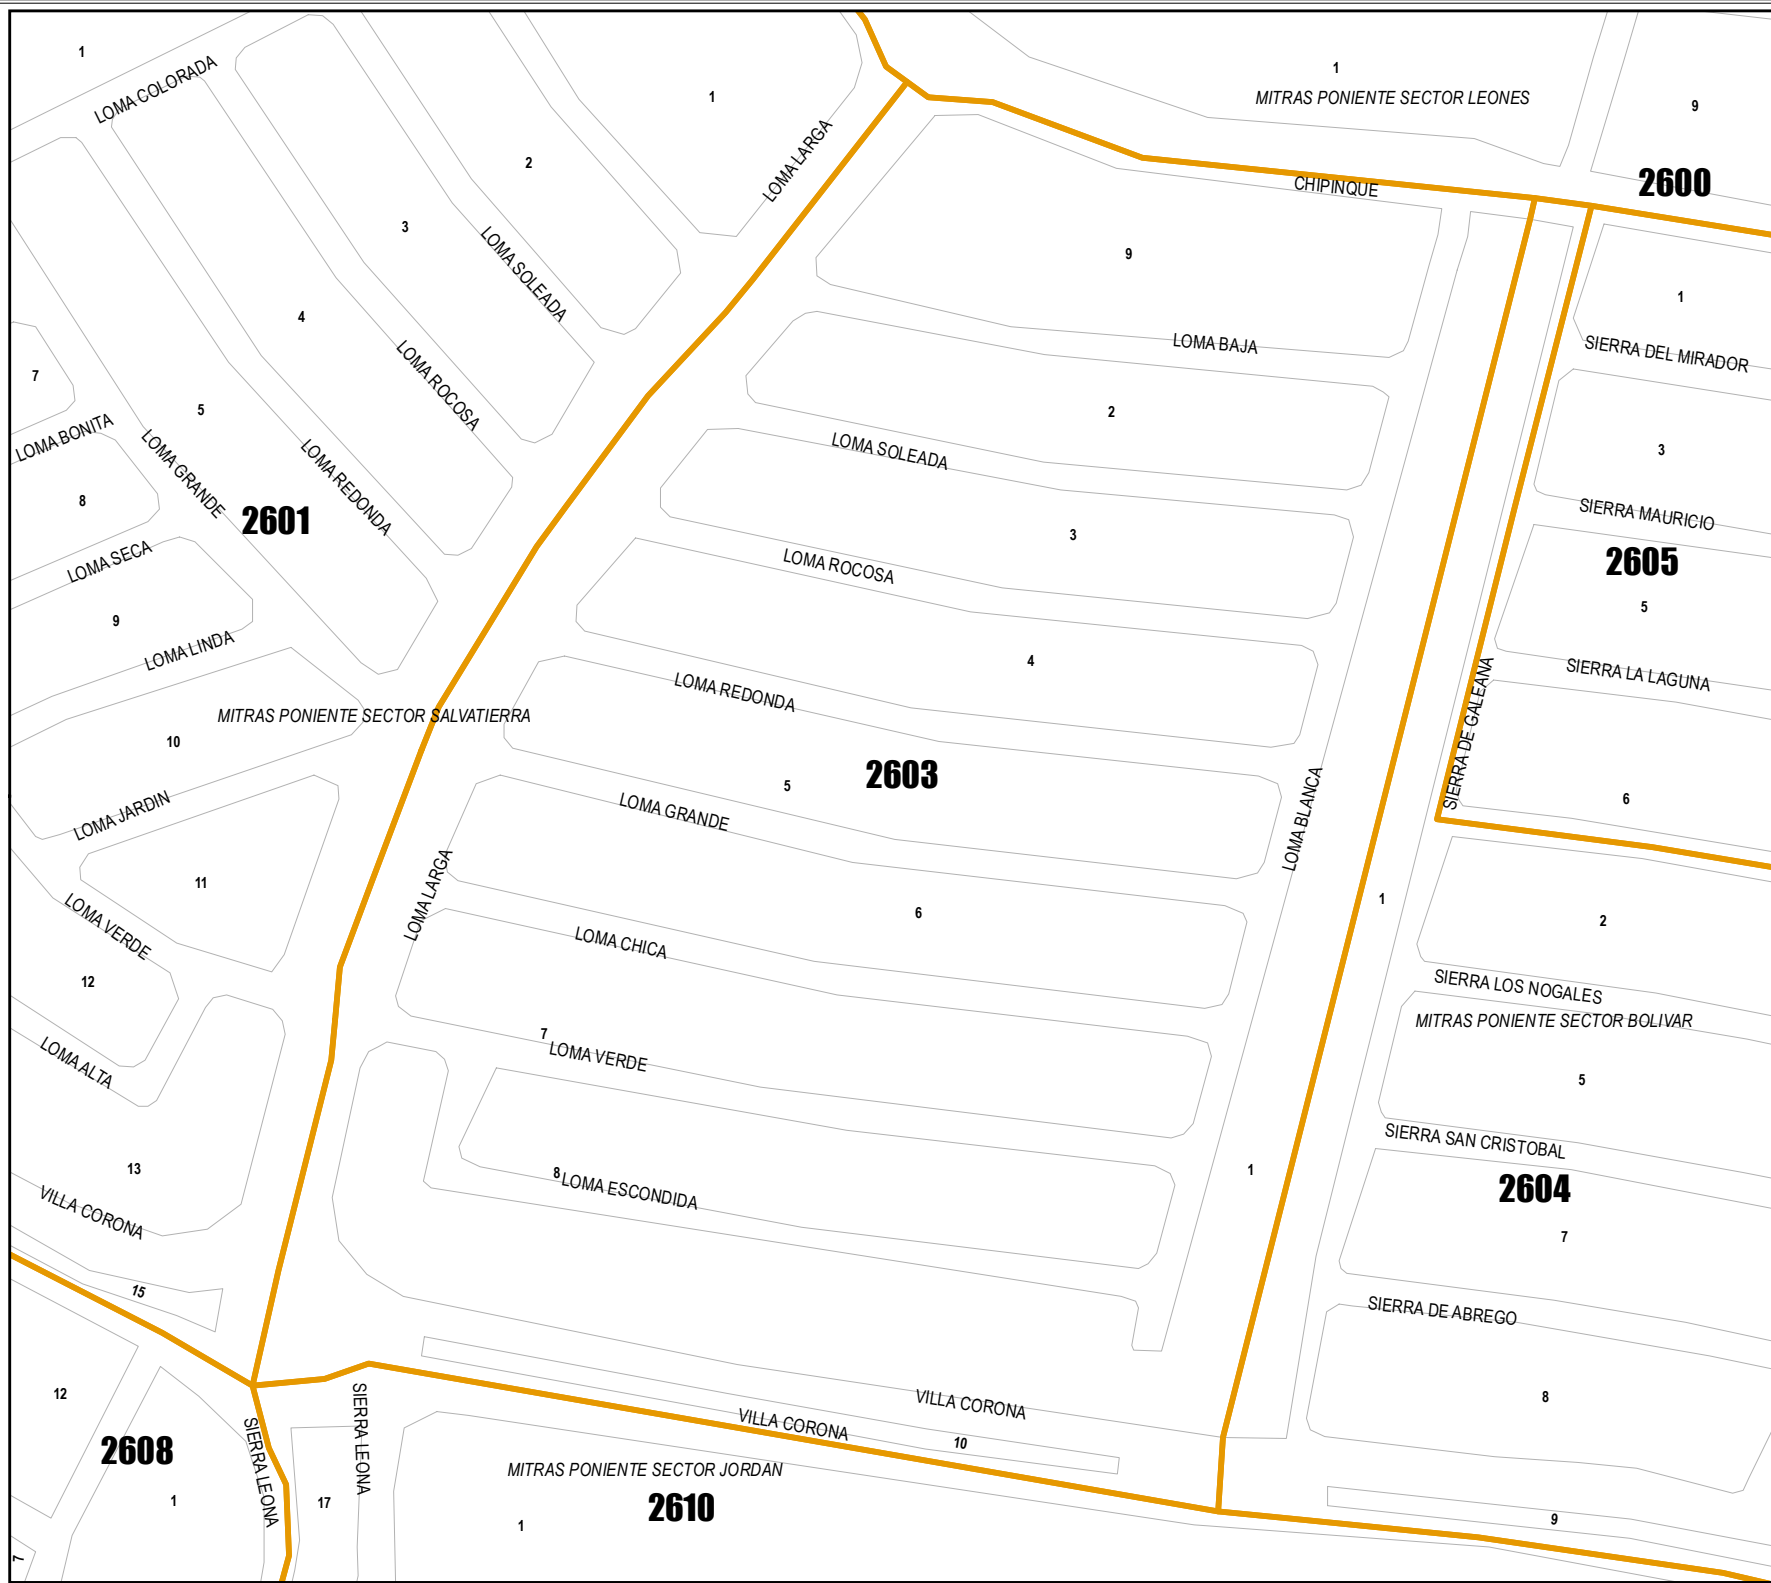 1
LOMA COLORADA
1
LOMA LARGA
2
3
LOMA SOLEADA
4
LOMA ROCOSA
7
5
LOMA BONITA
LOMA GRANDE
LOMA REDONDA
8
2601
LOMA SECA
9
LOMA LINDA
MITRAS PONIENTE SECTOR SALVATIERRA
10
LOMA JARDIN
11
LOMA VERDE
12
LOMA ALTA
13
VILLA CORONA
15
1
MITRAS PONIENTE SECTOR LEONES
9
2600
CHIPINQUE
9
LOMA BAJA
2
LOMA SOLEADA
3
LOMA ROCOSA
4
LOMA REDONDA
2603
5
LOMA GRANDE
LOMA BLANCA
LOMA LARGA
6
LOMA CHICA
7
LOMA VERDE
8
LOMA ESCONDIDA
1
1
SIERRA DEL MIRADOR
3
SIERRA MAURICIO
2605
5
SIERRA LA LAGUNA
SIERRA DE GALEANA
6
1
2
SIERRA LOS NOGALES
MITRAS PONIENTE SECTOR BOLIVAR
5
SIERRA SAN CRISTOBAL
2604
7
SIERRA DE ABREGO
8
9
VILLA CORONA
VILLA CORONA
10
12
2608
SIERRA LEONA
SIERRA LEONA
1
17
7
MITRAS PONIENTE SECTOR JORDAN
2610
1